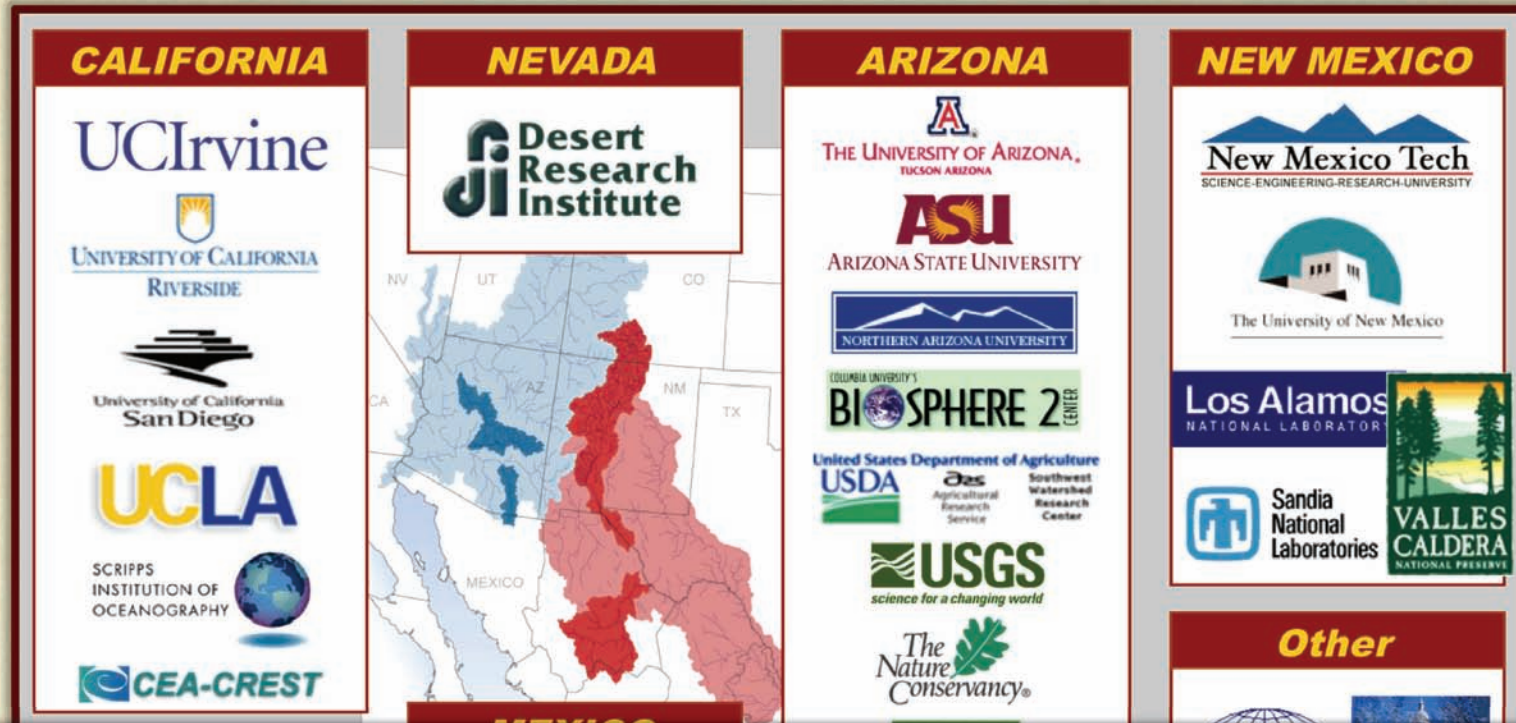 CALIFORNIA
UCIrvine
UNIVERSITY OF CALIFORNIA
RIVERSIDE
University of California
San Diego
UCLA
SCRIPPS
INSTITUTION OF
OCEANOGRAPHY
CEA-CREST
NEVADA
dri
Desert
Research
Institute
NV
UT
CO
CA
AZ
NM
TX
MEXICO
MEXICO
ARIZONA
A
THE UNIVERSITY OF ARIZONA®
TUCSON ARIZONA
ASU
ARIZONA STATE UNIVERSITY
NORTHERN ARIZONA UNIVERSITY
COLUMBIA UNIVERSITY'S
BIOSPHERE 2 CENTER
United States Department of Agriculture
USDA
ars
Agricultural
Research
Service
Southwest
Watershed
Research
Center
USGS
science for a changing world
The
Nature
Conservancy®
NEW MEXICO
New Mexico Tech
SCIENCE-ENGINEERING-RESEARCH-UNIVERSITY
The University of New Mexico
Los Alamos
NATIONAL LABORATOR
Sandia
National
Laboratories
VALLES
CALDERA
NATIONAL PRESERVE
Other